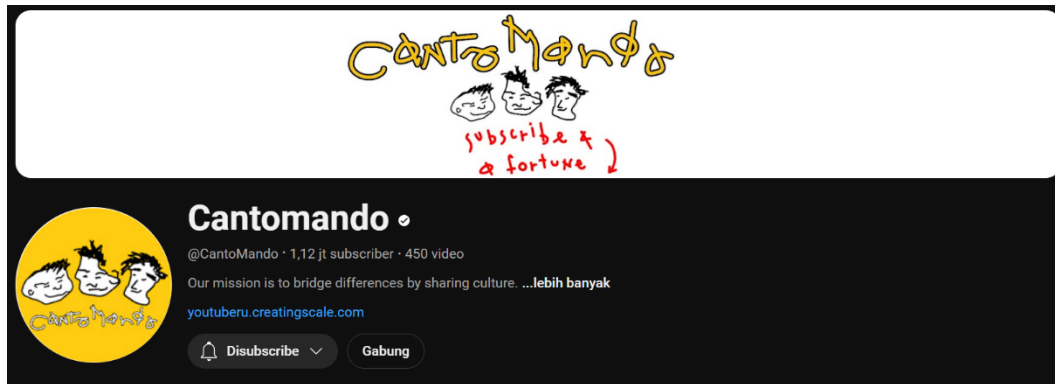 CantoMando
subscribe 4
a fortune
CantoMando
Cantomando
@CantoMando • 1,12 jt subscriber • 450 video
Our mission is to bridge differences by sharing culture. ...lebih banyak
youtuberu.creatingscale.com
Disubscribe
Gabung